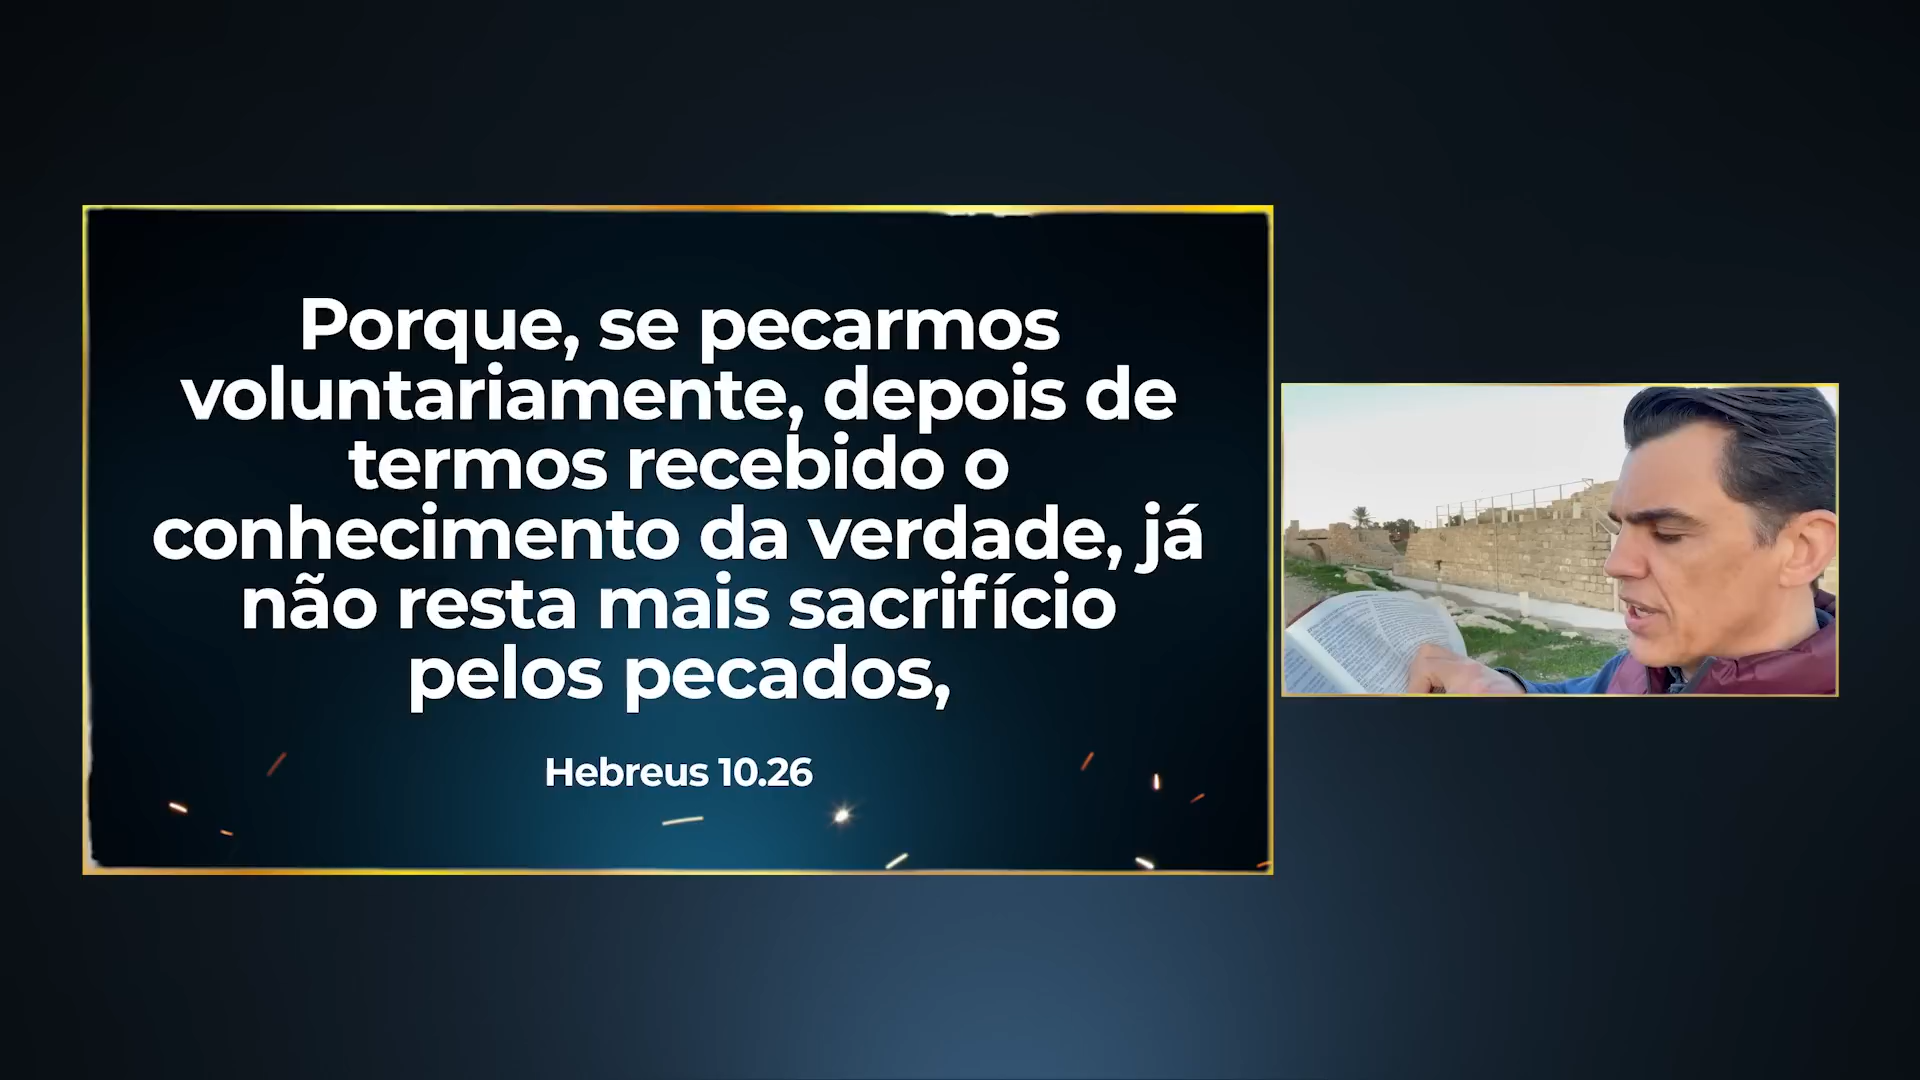 Porque, se pecarmos
voluntariamente, depois de
termos recebido o
conhecimento da verdade, já
não resta mais sacrifício
pelos pecados,
Hebreus 10.26